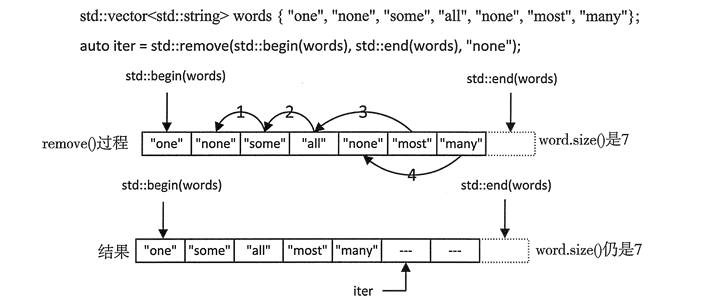 std::vector<std::string> words { "one", "none", "some", "all", "none", "most", "many"};
auto iter = std::remove(std::begin(words), std::end(words), "none");
std::begin(words) std::end(words)
1 2 3
remove()过程 "one" "none" "some" "all" "none" "most" "many" word.size()是7
4
std::begin(words) std::end(words)
结果 "one" "some" "all" "most" "many" --- --- word.size()仍是7
iter